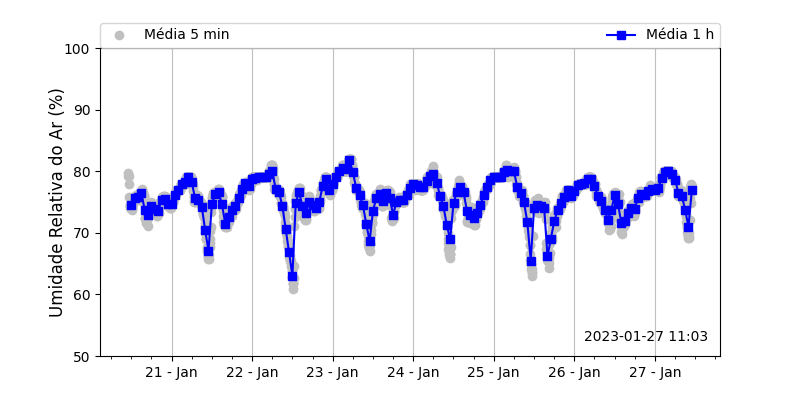 Média 5 min
Média 1 h
Umidade Relativa do Ar (%)
100
90
80
70
60
50
2023-01-27 11:03
21 - Jan
22 - Jan
23 - Jan
24 - Jan
25 - Jan
26 - Jan
27 - Jan